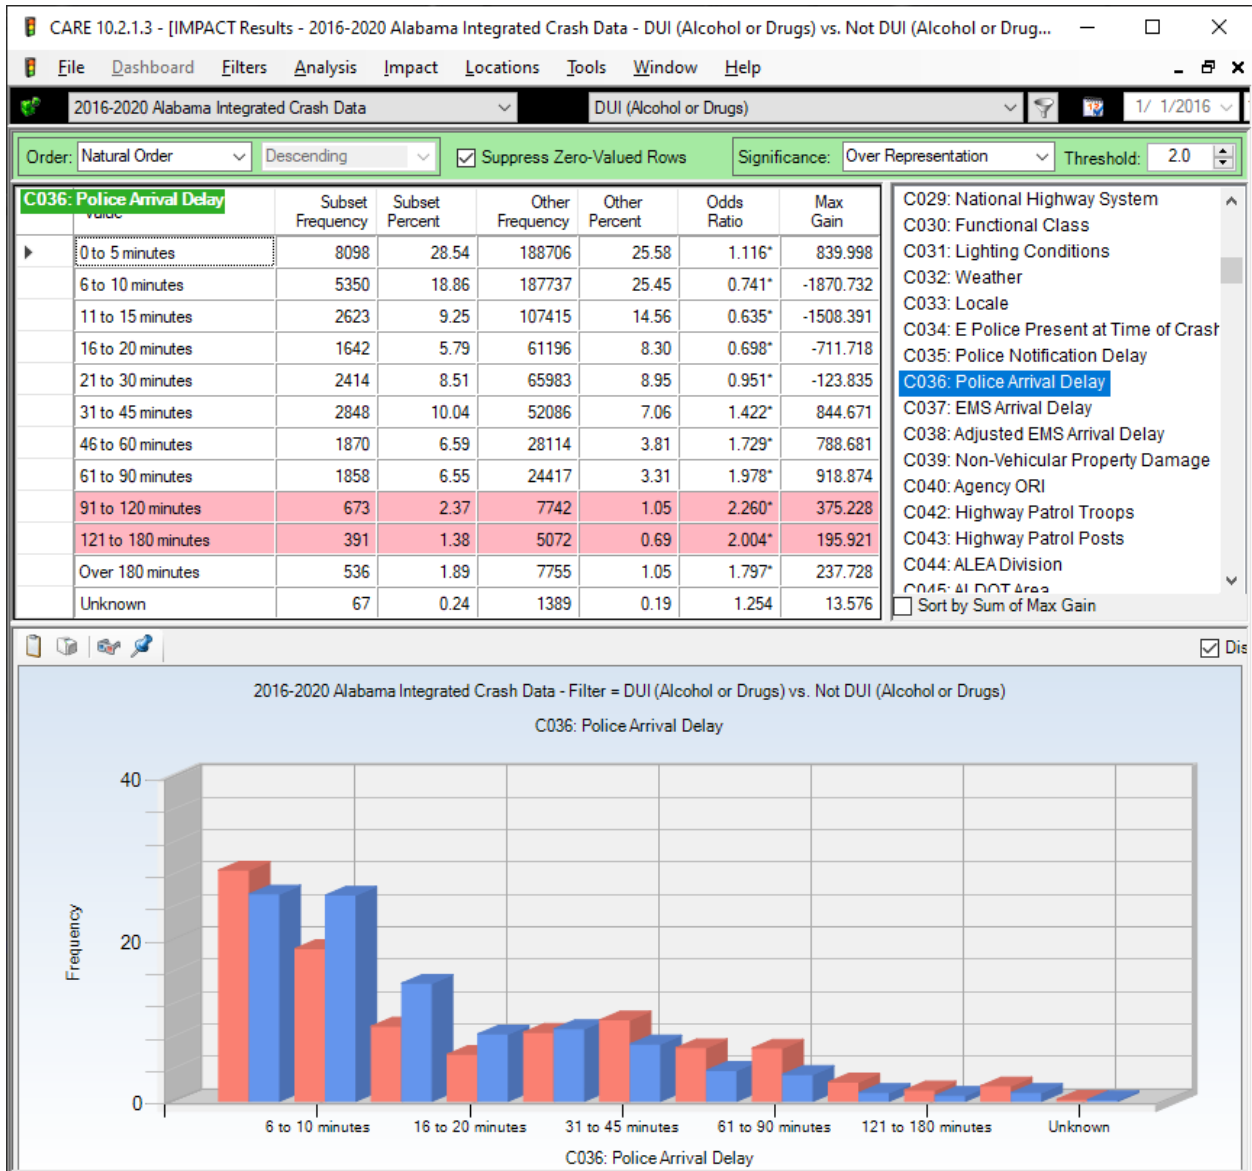 CARE 10.2.1.3 - [IMPACT Results - 2016-2020 Alabama Integrated Crash Data - DUI (Alcohol or Drugs) vs. Not DUI (Alcohol or Drug...
File Dashboard Filters Analysis Impact Locations Tools Window Help
2016-2020 Alabama Integrated Crash Data DUI (Alcohol or Drugs) 1/ 1/2016
Order: Natural Order Descending Suppress Zero-Valued Rows Significance: Over Representation Threshold: 2.0
C036: Police Arrival Delay
Subset Frequency Subset Percent Other Frequency Other Percent Odds Ratio Max Gain
0 to 5 minutes 8098 28.54 188706 25.58 1.116* 839.998
6 to 10 minutes 5350 18.86 187737 25.45 0.741* -1870.732
11 to 15 minutes 2623 9.25 107415 14.56 0.635* -1508.391
16 to 20 minutes 1642 5.79 61196 8.30 0.698* -711.718
21 to 30 minutes 2414 8.51 65983 8.95 0.951* -123.835
31 to 45 minutes 2848 10.04 52086 7.06 1.422* 844.671
46 to 60 minutes 1870 6.59 28114 3.81 1.729* 788.681
61 to 90 minutes 1858 6.55 24417 3.31 1.978* 918.874
91 to 120 minutes 673 2.37 7742 1.05 2.260* 375.228
121 to 180 minutes 391 1.38 5072 0.69 2.004* 195.921
Over 180 minutes 536 1.89 7755 1.05 1.797* 237.728
Unknown 67 0.24 1389 0.19 1.254 13.576
C029: National Highway System
C030: Functional Class
C031: Lighting Conditions
C032: Weather
C033: Locale
C034: E Police Present at Time of Crash
C035: Police Notification Delay
C036: Police Arrival Delay
C037: EMS Arrival Delay
C038: Adjusted EMS Arrival Delay
C039: Non-Vehicular Property Damage
C040: Agency ORI
C042: Highway Patrol Troops
C043: Highway Patrol Posts
C044: ALEA Division
C045: ALDOT Area
Sort by Sum of Max Gain
Dis
2016-2020 Alabama Integrated Crash Data - Filter = DUI (Alcohol or Drugs) vs. Not DUI (Alcohol or Drugs)
C036: Police Arrival Delay
40
20
0
Frequency
6 to 10 minutes 16 to 20 minutes 31 to 45 minutes 61 to 90 minutes 121 to 180 minutes Unknown
C036: Police Arrival Delay